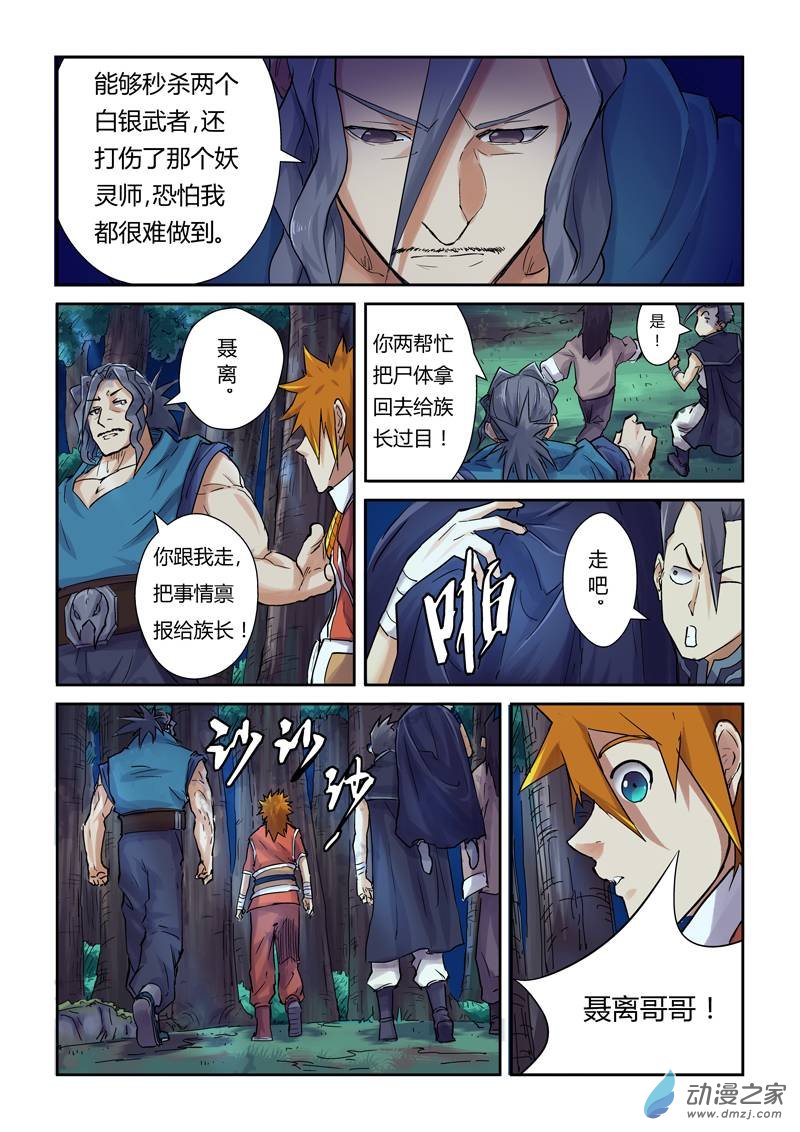 能够秒杀两个
白银武者，还
打伤了那个妖
灵师，恐怕我
都很难做到。
聂
离。
你跟我走，
把事情禀
报给族长！
你两帮忙
把尸体拿
回去给族
长过目！
是
！
啪
走
吧。
沙沙
沙
聂离哥哥！
动漫之家
www.dmzj.com